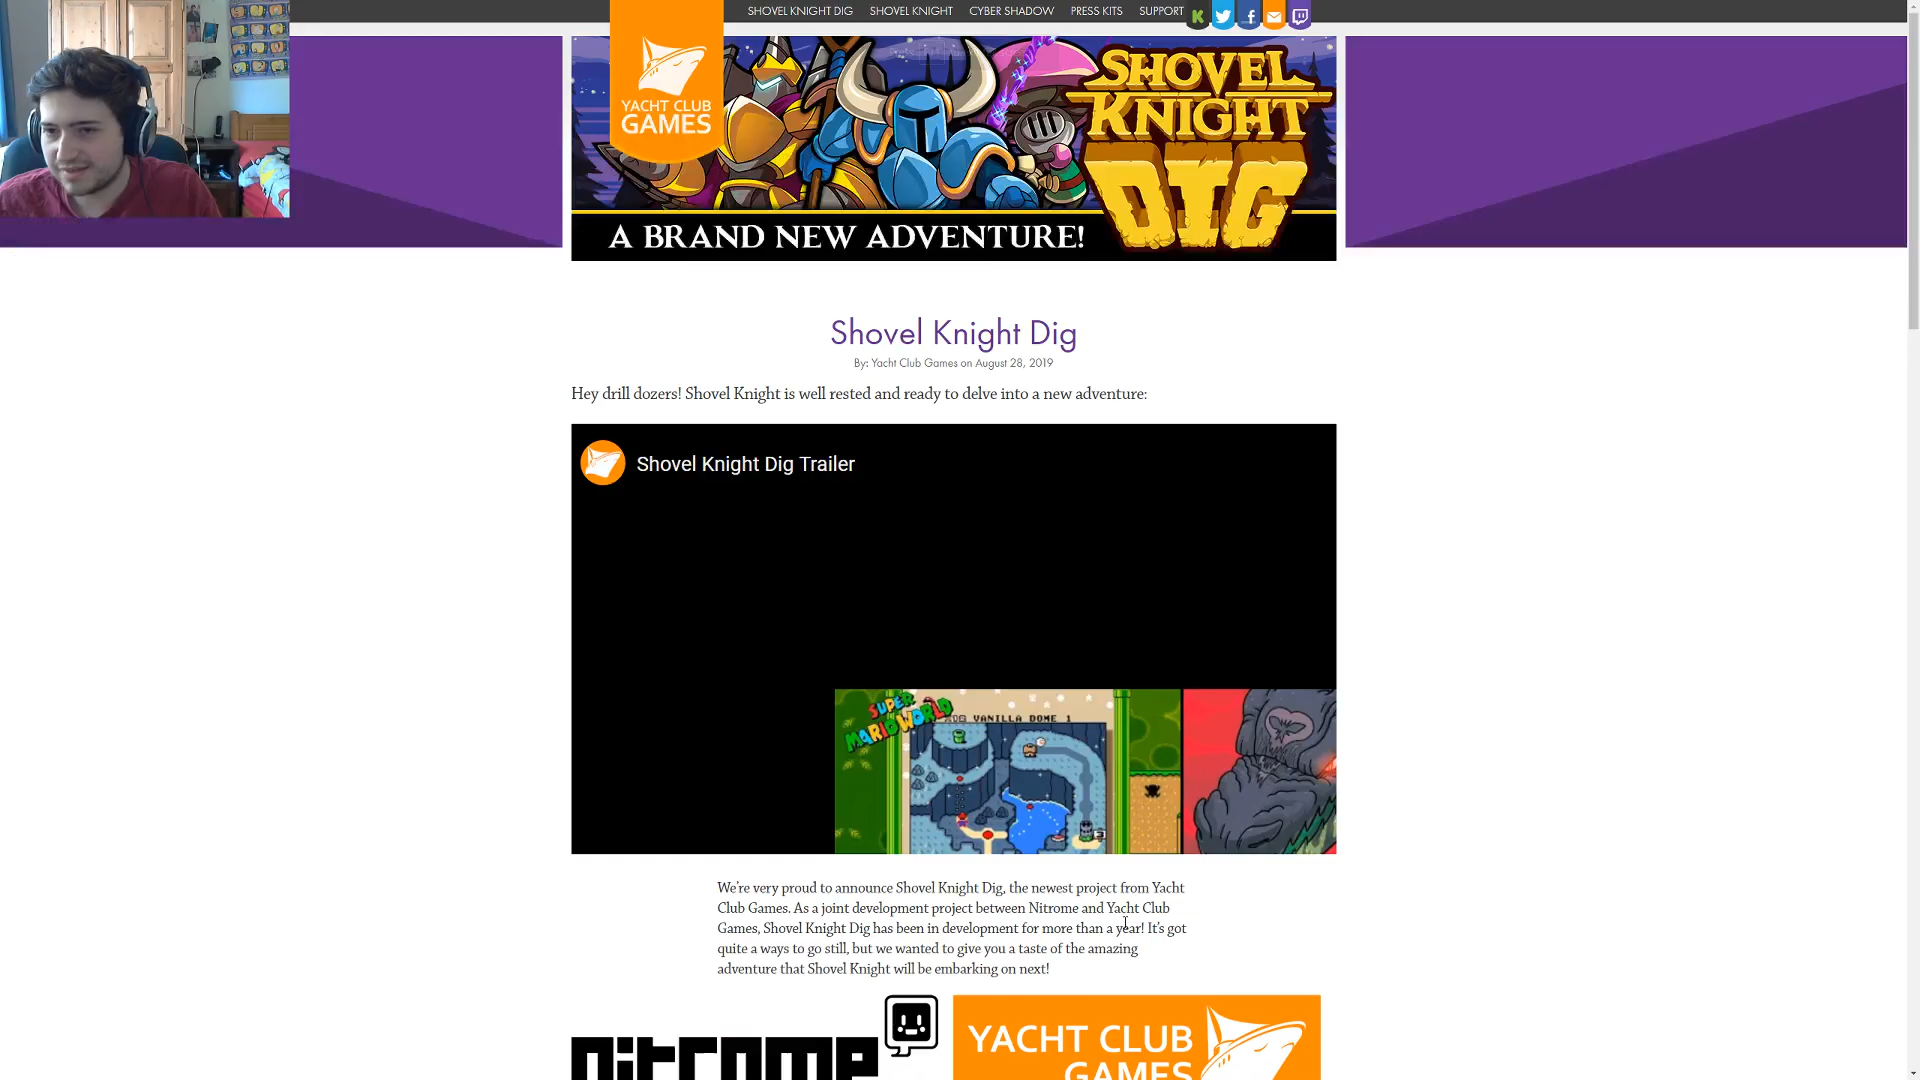 SHOVEL KNIGHT DIG SHOVEL KNIGHT CYBER SHADOW PRESS KITS SUPPORT
YACHT CLUB
GAMES
SHOVEL
KNIGHT
DIG
A BRAND NEW ADVENTURE!
Shovel Knight Dig
By: Yacht Club Games on August 28, 2019
Hey drill dozers! Shovel Knight is well rested and ready to delve into a new adventure:
Shovel Knight Dig Trailer
SUPER
MARIO WORLD
VANILLA DOME 1
We're very proud to announce Shovel Knight Dig, the newest project from Yacht
Club Games. As a joint development project between Nitrome and Yacht Club
Games, Shovel Knight Dig has been in development for more than a year! It's got
quite a ways to go still, but we wanted to give you a taste of the amazing
adventure that Shovel Knight will be embarking on next!
nitrome
YACHT CLUB
GAMES